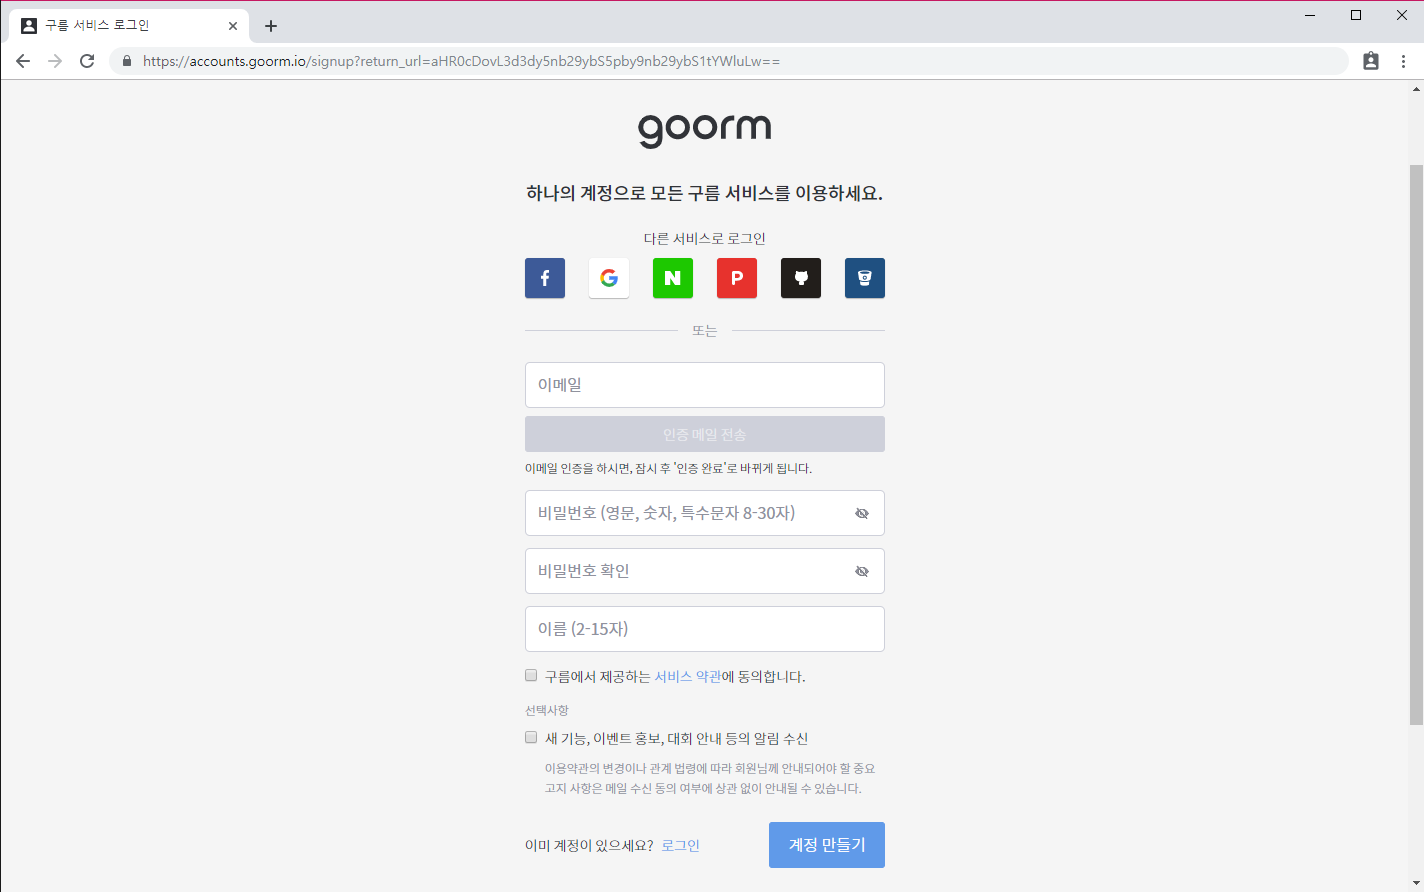 구름 서비스 로그인
https://accounts.goorm.io/signup?return_url=aHR0cDovL3d3dy5nb29ybS5pby9nb29ybS1tYWluLw==
goorm
하나의 계정으로 모든 구름 서비스를 이용하세요.
다른 서비스로 로그인
f G N P
또는
이메일
인증 메일 전송
이메일 인증을 하시면, 잠시 후 '인증 완료'로 바뀌게 됩니다.
비밀번호 (영문, 숫자, 특수문자 8-30자)
비밀번호 확인
이름 (2-15자)
구름에서 제공하는 서비스 약관에 동의합니다.
선택사항
새 기능, 이벤트 홍보, 대회 안내 등의 알림 수신
이용약관의 변경이나 관계 법령에 따라 회원님께 안내되어야 할 중요
고지 사항은 메일 수신 동의 여부에 상관 없이 안내될 수 있습니다.
이미 계정이 있으세요? 로그인 계정 만들기